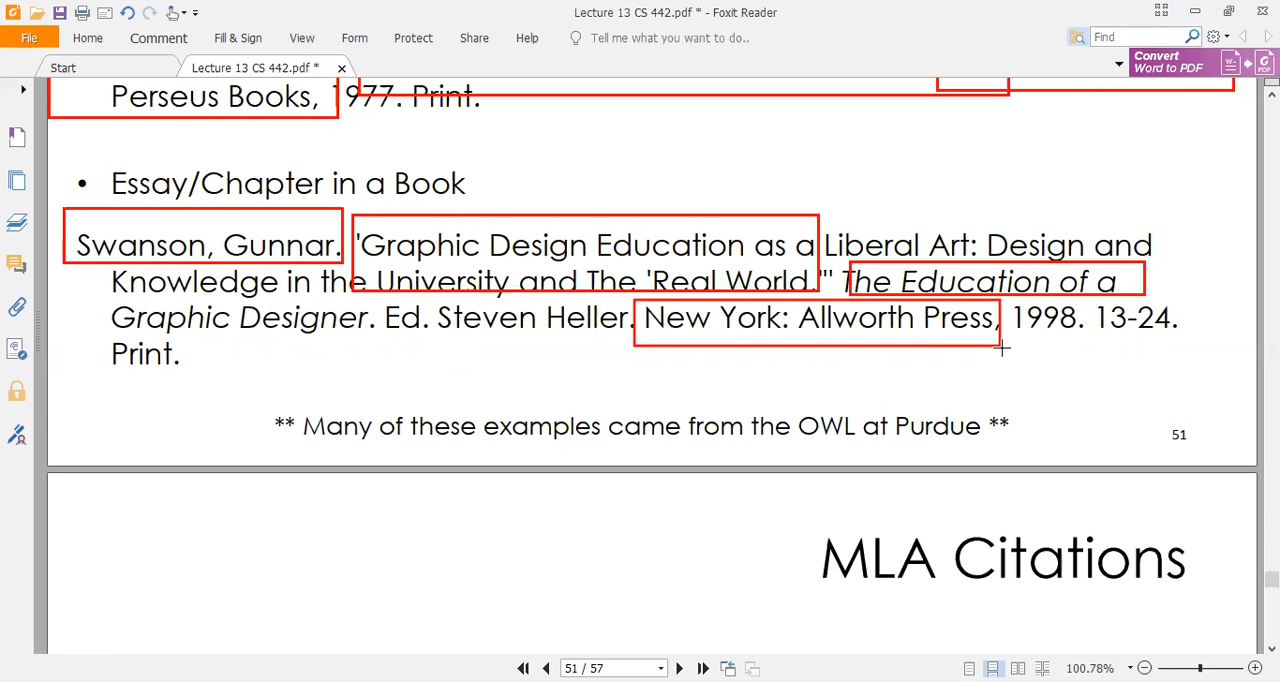 Lecture 13 CS 442.pdf * - Foxit Reader
File Home Comment Fill & Sign View Form Protect Share Help Tell me what you want to do.. Find
Start Lecture 13 CS 442.pdf * Convert
Word to PDF
Perseus Books, 1977. Print.
• Essay/Chapter in a Book
Swanson, Gunnar. 'Graphic Design Education as a Liberal Art: Design and
Knowledge in the University and The 'Real World.'" The Education of a
Graphic Designer. Ed. Steven Heller. New York: Allworth Press, 1998. 13-24.
Print.
** Many of these examples came from the OWL at Purdue **
51
MLA Citations
51 / 57 100.78%